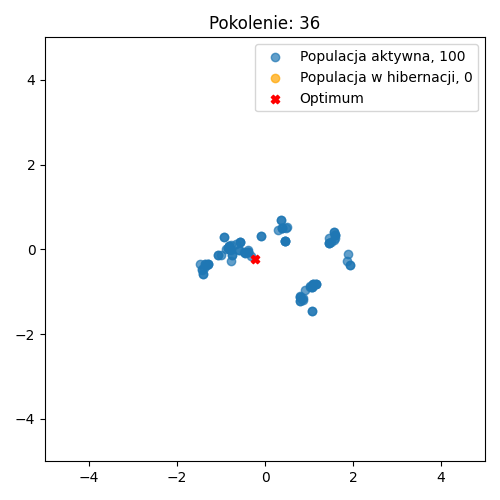 Pokolenie: 36
Populacja aktywna, 100
Populacja w hibernacji, 0
Optimum
4
2
0
−2
−4
−4 −2 0 2 4